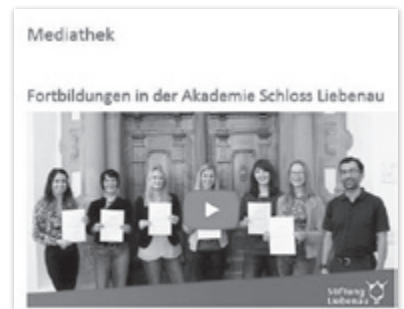 Mediathek
Fortbildungen in der Akademie Schloss Liebenau
Stiftung
Liebenau